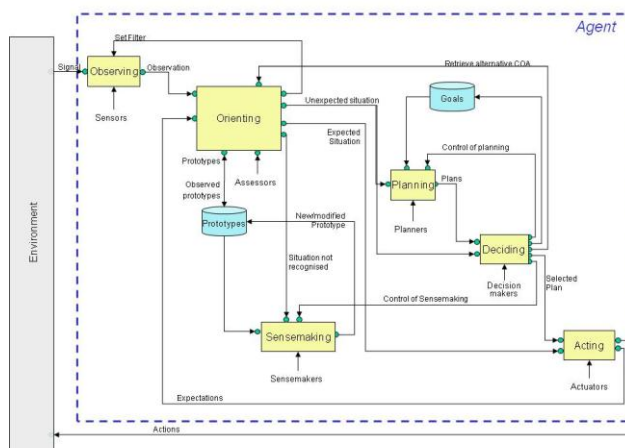 Agent
Set Filter
Signal
Observing
Observation
Retrieve alternative COA
Sensors
Orienting
Unexpected situation
Goals
Expected
Situation
Control of planning
Prototypes
Assessors
Planning
Plans
Observed
prototypes
Planners
Prototypes
New/modified
Prototype
Deciding
Situation not
recognised
Decision
makers
Selected
Plan
Control of Sensemaking
Sensemaking
Acting
Sensemakers
Actuators
Expectations
Actions
Environment